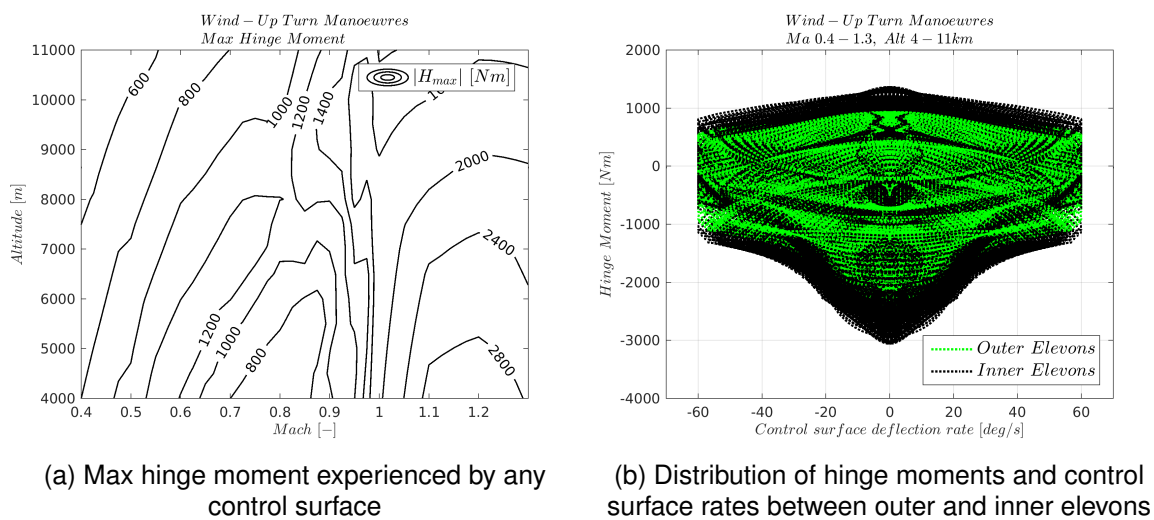 Wind − Up Turn Manoeuvres
Max Hinge Moment
11000
10000
9000
8000
7000
6000
5000
4000
Altitude [m]
0.4 0.5 0.6 0.7 0.8 0.9 1 1.1 1.2
Mach [−]
|H_max| [Nm]
600
800
1000
1200
1400
2000
2400
2800
1200
1000
800
Wind − Up Turn Manoeuvres
Ma 0.4 − 1.3, Alt 4 − 11km
2000
1000
0
-1000
-2000
-3000
-4000
Hinge Moment [Nm]
-60 -40 -20 0 20 40 60
Control surface deflection rate [deg/s]
Outer Elevons
Inner Elevons
(a) Max hinge moment experienced by any
control surface
(b) Distribution of hinge moments and control
surface rates between outer and inner elevons